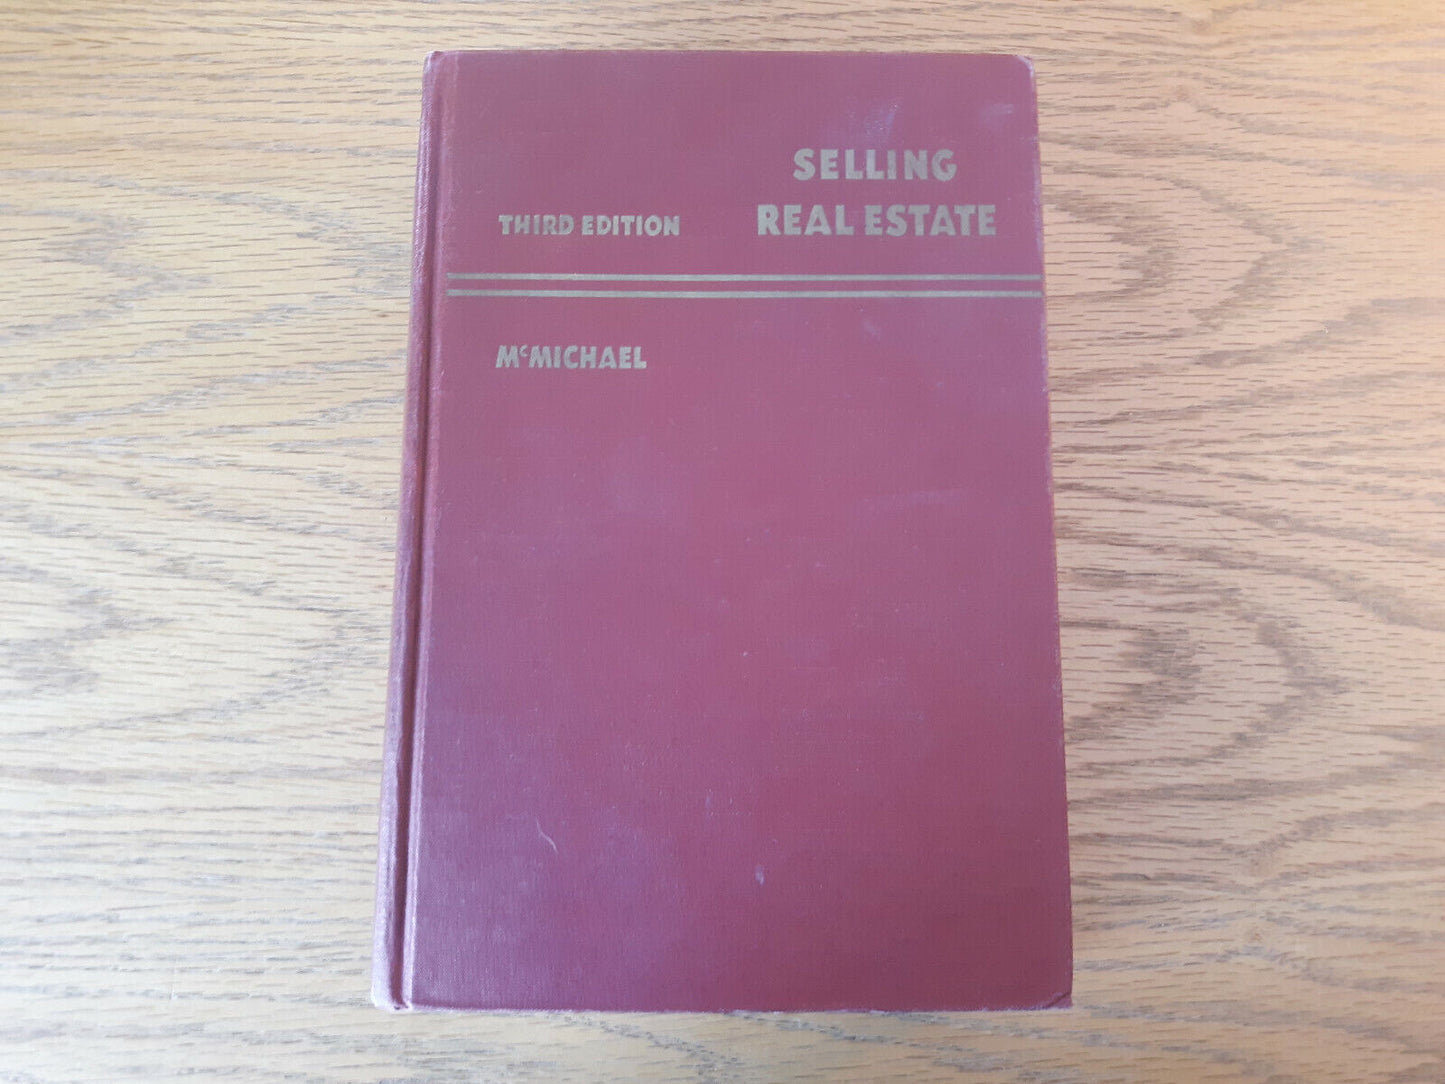 SELLING
REAL ESTATE
THIRD EDITION
McMICHAEL